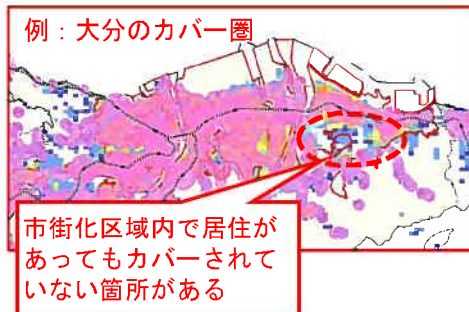 例：大分のカバー圏
市街化区域内で居住が
あってもカバーされて
いない箇所がある